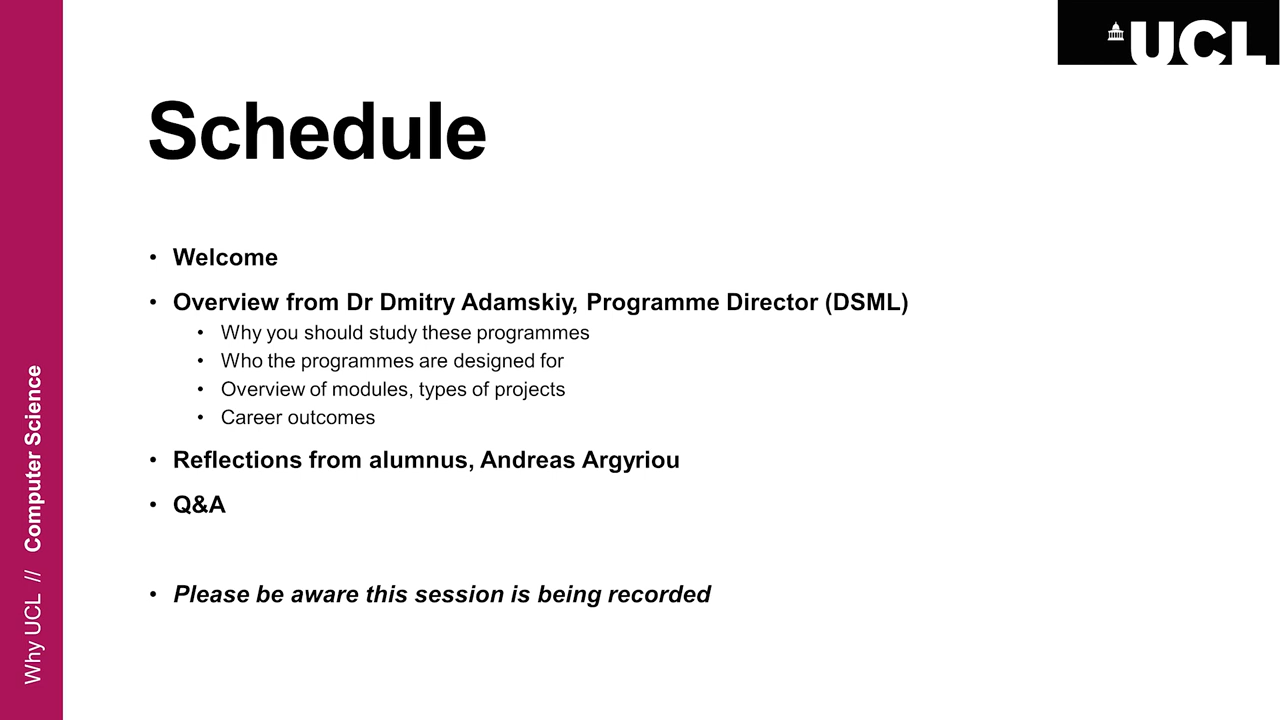 UCL
Schedule
• Welcome
• Overview from Dr Dmitry Adamskiy, Programme Director (DSML)
• Why you should study these programmes
• Who the programmes are designed for
• Overview of modules, types of projects
• Career outcomes
• Reflections from alumnus, Andreas Argyriou
• Q&A
• Please be aware this session is being recorded
Why UCL // Computer Science